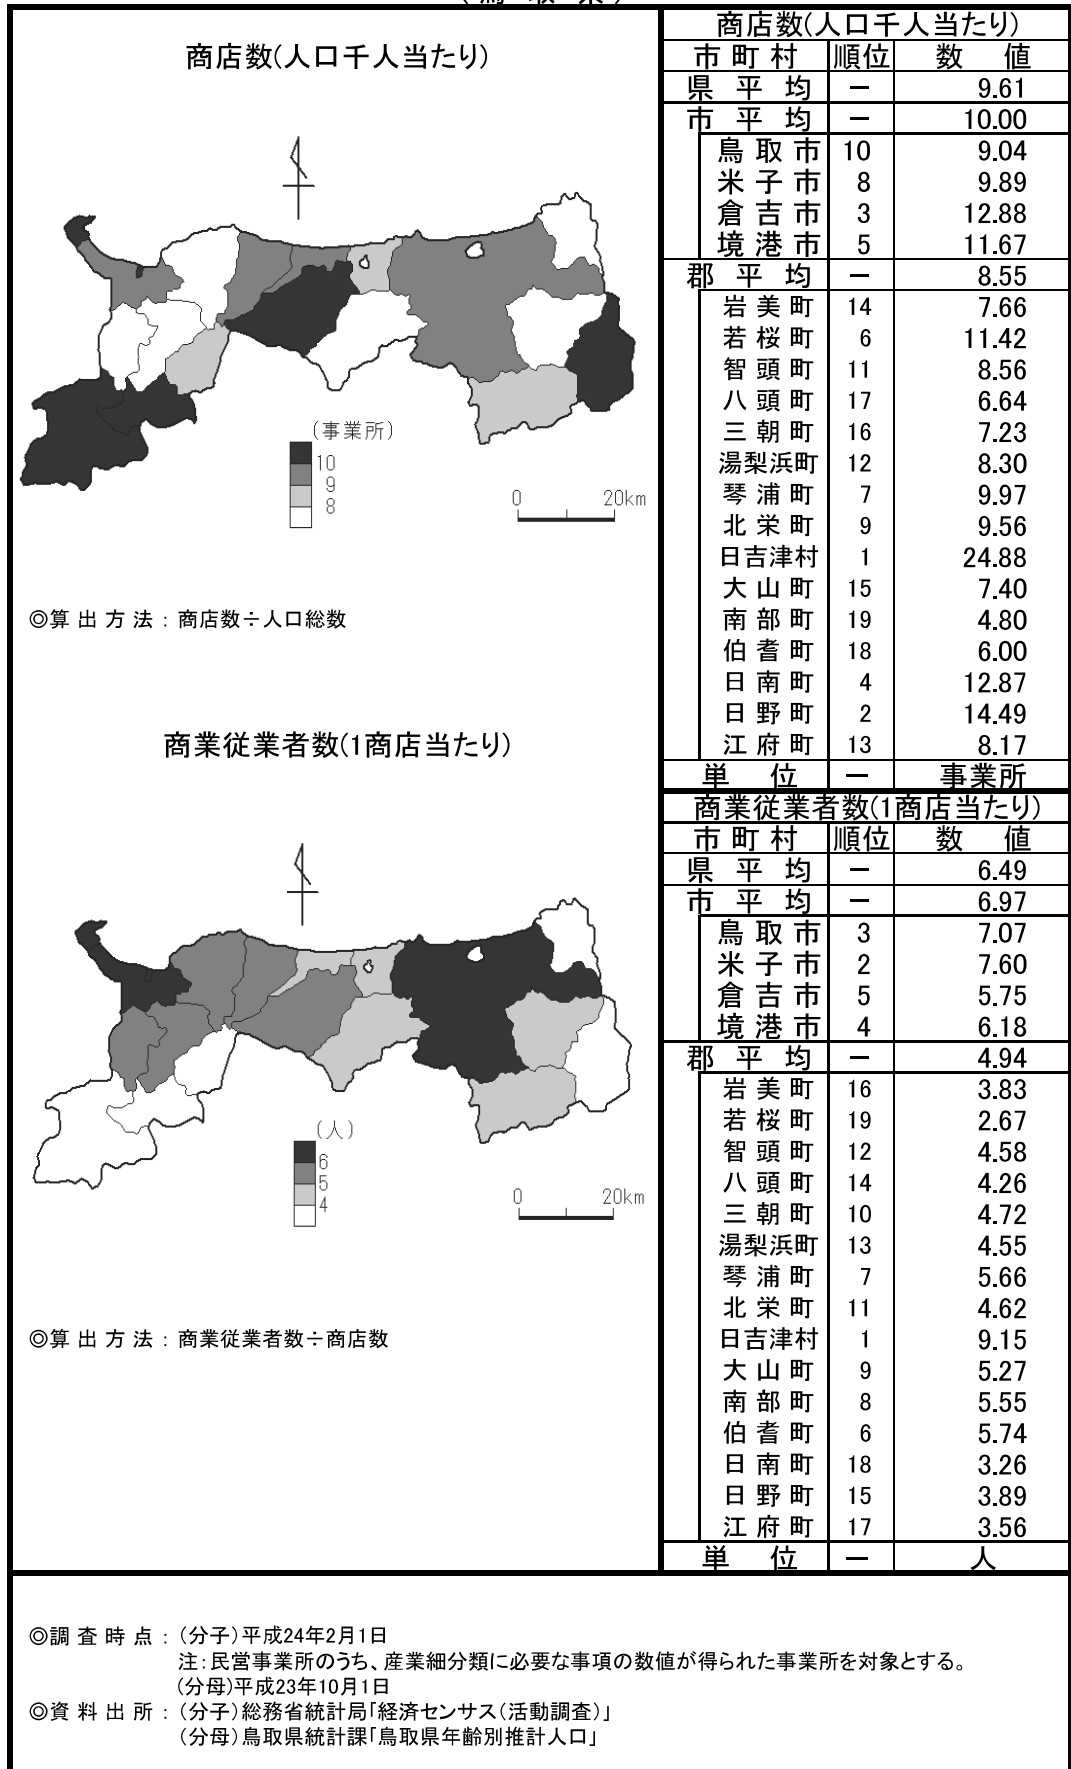 (鳥取県)
商店数(人口千人当たり)
(事業所)
10
9
8
0 20km
◎算出方法：商店数÷人口総数
商業従業者数(1商店当たり)
(人)
6
5
4
0 20km
◎算出方法：商業従業者数÷商店数
商店数(人口千人当たり)
市町村 順位 数値
県平均 － 9.61
市平均 － 10.00
鳥取市 10 9.04
米子市 8 9.89
倉吉市 3 12.88
境港市 5 11.67
郡平均 － 8.55
岩美町 14 7.66
若桜町 6 11.42
智頭町 11 8.56
八頭町 17 6.64
三朝町 16 7.23
湯梨浜町 12 8.30
琴浦町 7 9.97
北栄町 9 9.56
日吉津村 1 24.88
大山町 15 7.40
南部町 19 4.80
伯耆町 18 6.00
日南町 4 12.87
日野町 2 14.49
江府町 13 8.17
単位 － 事業所
商業従業者数(1商店当たり)
市町村 順位 数値
県平均 － 6.49
市平均 － 6.97
鳥取市 3 7.07
米子市 2 7.60
倉吉市 5 5.75
境港市 4 6.18
郡平均 － 4.94
岩美町 16 3.83
若桜町 19 2.67
智頭町 12 4.58
八頭町 14 4.26
三朝町 10 4.72
湯梨浜町 13 4.55
琴浦町 7 5.66
北栄町 11 4.62
日吉津村 1 9.15
大山町 9 5.27
南部町 8 5.55
伯耆町 6 5.74
日南町 18 3.26
日野町 15 3.89
江府町 17 3.56
単位 － 人
◎調査時点：(分子)平成24年2月1日
注：民営事業所のうち、産業細分類に必要な事項の数値が得られた事業所を対象とする。
(分母)平成23年10月1日
◎資料出所：(分子)総務省統計局「経済センサス(活動調査)」
(分母)鳥取県統計課「鳥取県年齢別推計人口」